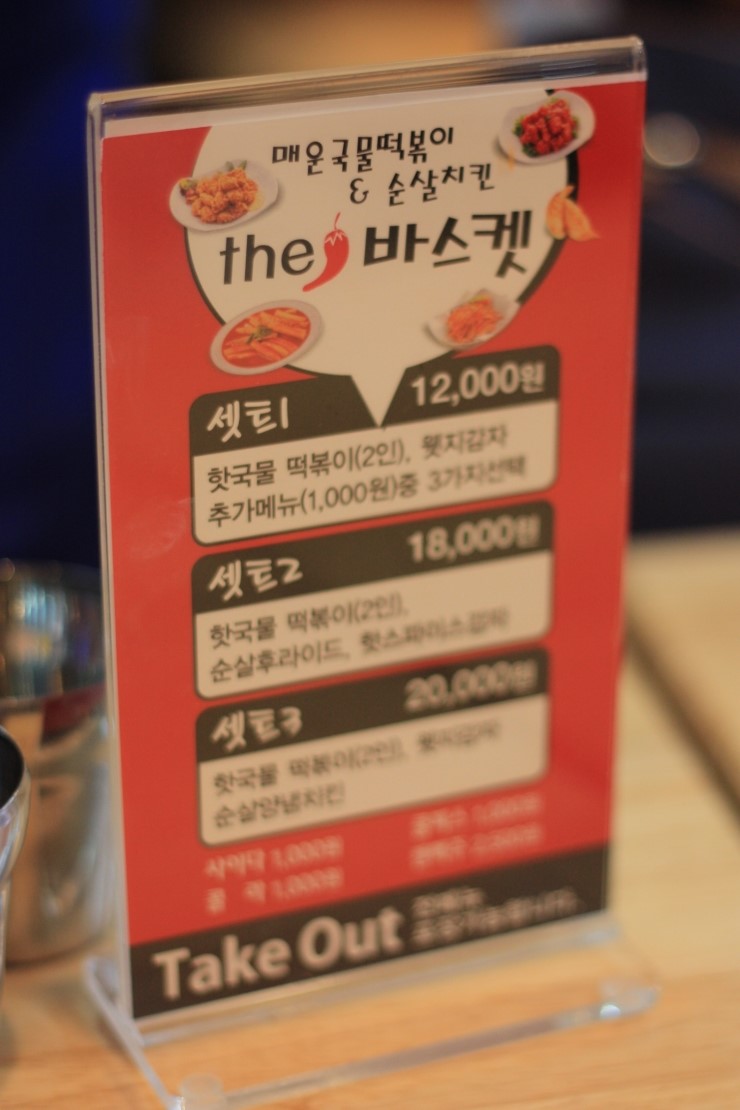 매운국물떡볶이
& 순살치킨
the 바스켓
셋트1 12,000원
핫국물 떡볶이(2인), 웻지감자
추가메뉴(1,000원)중 3가지선택
셋트2 18,000원
핫국물 떡볶이(2인),
순살후라이드, 핫스파이스감자
셋트3 20,000원
핫국물 떡볶이(2인), 웻지감자
순살양념치킨
사이다 1,000원
콜 라 1,000원
Take Out